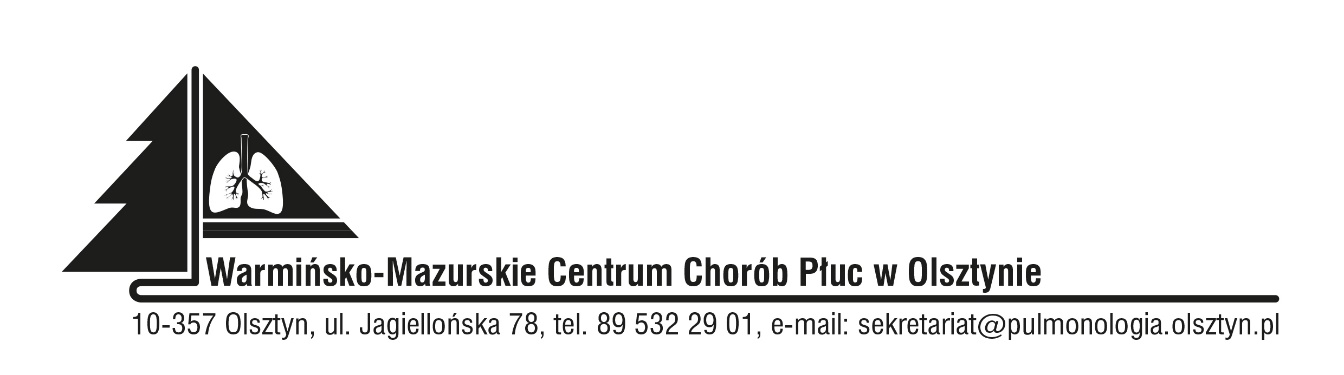 Warmińsko-Mazurskie Centrum Chorób Płuc w Olsztynie
10-357 Olsztyn, ul. Jagiellońska 78, tel. 89 532 29 01, e-mail: sekretariat@pulmonologia.olsztyn.pl